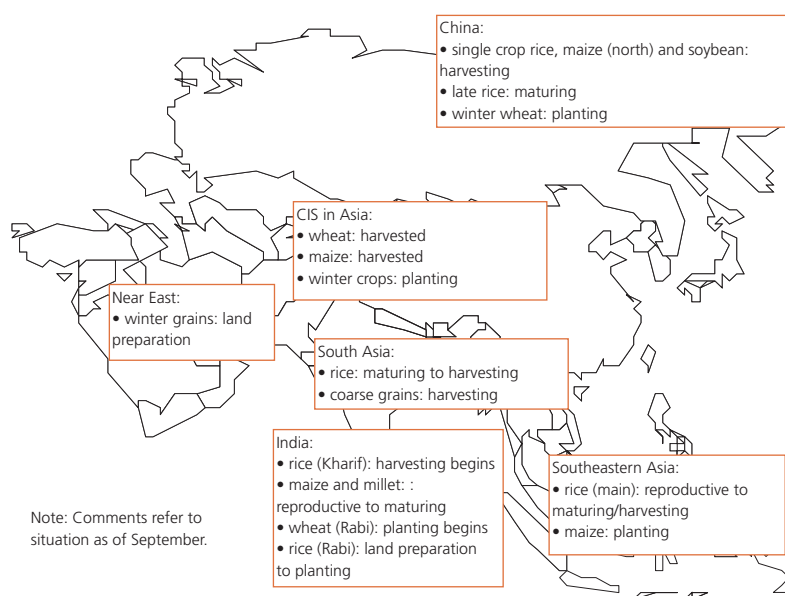 China:
• single crop rice, maize (north) and soybean:
harvesting
• late rice: maturing
• winter wheat: planting
CIS in Asia:
• wheat: harvested
• maize: harvested
• winter crops: planting
Near East:
• winter grains: land
preparation
South Asia:
• rice: maturing to harvesting
• coarse grains: harvesting
India:
• rice (Kharif): harvesting begins
• maize and millet: :
reproductive to maturing
• wheat (Rabi): planting begins
• rice (Rabi): land preparation
to planting
Southeastern Asia:
• rice (main): reproductive to
maturing/harvesting
• maize: planting
Note: Comments refer to
situation as of September.